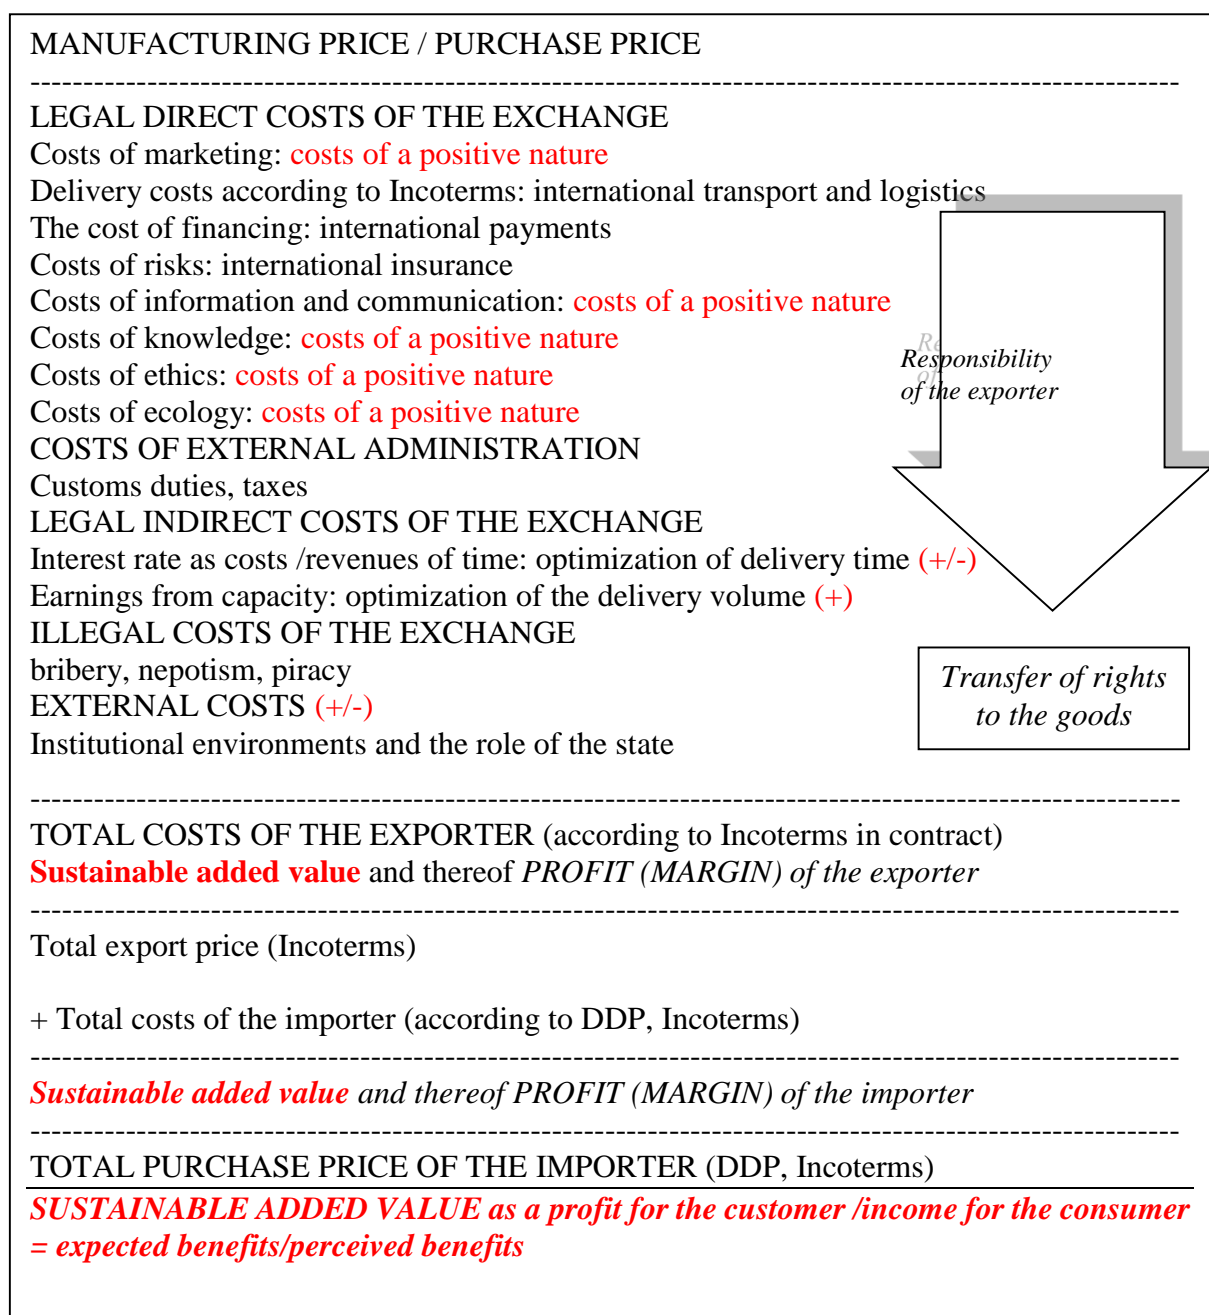 MANUFACTURING PRICE / PURCHASE PRICE
LEGAL DIRECT COSTS OF THE EXCHANGE
Costs of marketing: costs of a positive nature
Delivery costs according to Incoterms: international transport and logistics
The cost of financing: international payments
Costs of risks: international insurance
Costs of information and communication: costs of a positive nature
Costs of knowledge: costs of a positive nature
Costs of ethics: costs of a positive nature
Costs of ecology: costs of a positive nature
COSTS OF EXTERNAL ADMINISTRATION
Customs duties, taxes
LEGAL INDIRECT COSTS OF THE EXCHANGE
Interest rate as costs /revenues of time: optimization of delivery time (+/-)
Earnings from capacity: optimization of the delivery volume (+)
ILLEGAL COSTS OF THE EXCHANGE
bribery, nepotism, piracy
EXTERNAL COSTS (+/-)
Institutional environments and the role of the state
Responsibility
of the exporter
Transfer of rights
to the goods
TOTAL COSTS OF THE EXPORTER (according to Incoterms in contract)
Sustainable added value and thereof PROFIT (MARGIN) of the exporter
Total export price (Incoterms)
+ Total costs of the importer (according to DDP, Incoterms)
Sustainable added value and thereof PROFIT (MARGIN) of the importer
TOTAL PURCHASE PRICE OF THE IMPORTER (DDP, Incoterms)
SUSTAINABLE ADDED VALUE as a profit for the customer /income for the consumer
= expected benefits/perceived benefits